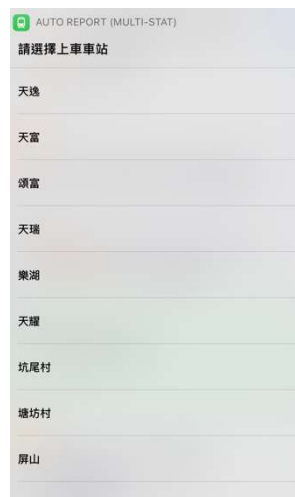 AUTO REPORT (MULTI-STAT)
請選擇上車車站
天逸
天富
頌富
天瑞
樂湖
天耀
坑尾村
塘坊村
屏山